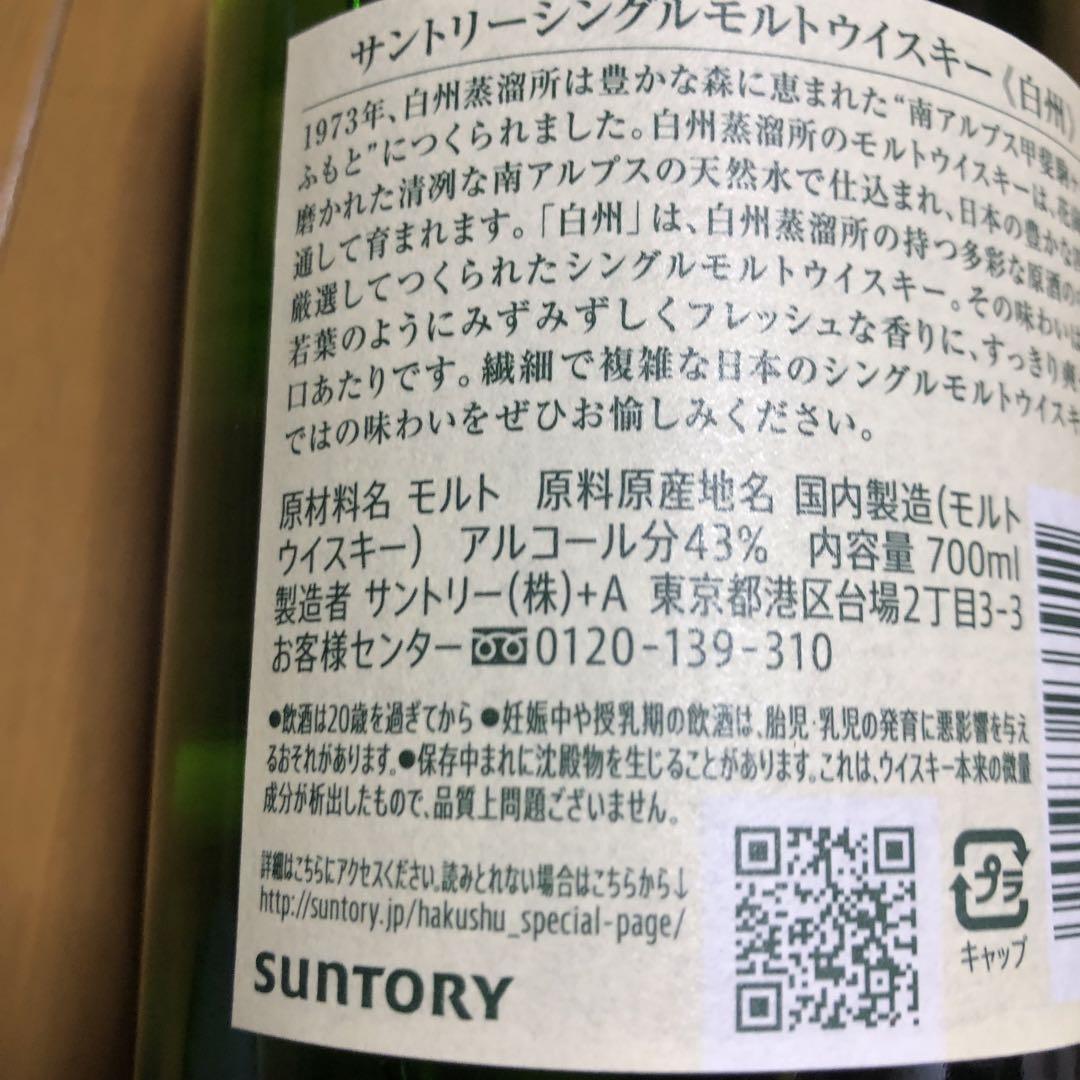 サントリーシングルモルトウイスキー《白州》
1973年、白州蒸溜所は豊かな森に恵まれた“南アルプス甲斐駒ヶ
ふもと”につくられました。白州蒸溜所のモルトウイスキーは、花崗
磨かれた清冽な南アルプスの天然水で仕込まれ、日本の豊かな
通して育まれます。「白州」は、白州蒸溜所の持つ多彩な原酒の
厳選してつくられたシングルモルトウイスキー。その味わいは
若葉のようにみずみずしくフレッシュな香りに、すっきり爽
口あたりです。繊細で複雑な日本のシングルモルトウイスキ
ではの味わいをぜひお愉しみください。
原材料名 モルト 原料原産地名 国内製造(モルト
ウイスキー) アルコール分43% 内容量 700ml
製造者 サントリー(株)+A 東京都港区台場2丁目3-3
お客様センター 0120-139-310
●飲酒は20歳を過ぎてから ●妊娠中や授乳期の飲酒は、胎児・乳児の発育に悪影響を与え
るおそれがあります。●保存中まれに沈殿物を生じることがあります。これは、ウイスキー本来の微量
成分が析出したもので、品質上問題ございません。
詳細はこちらにアクセスください。読みとれない場合はこちらから↓
http://suntory.jp/hakushu_special-page/
プラ
キャップ
SUNTORY